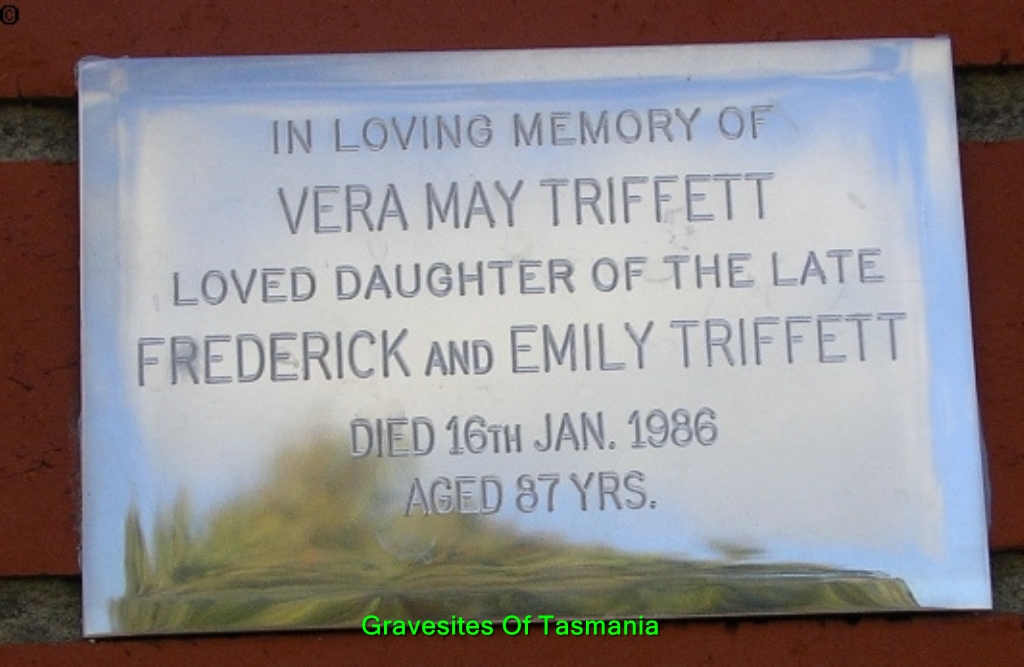 ©
IN LOVING MEMORY OF
VERA MAY TRIFFETT
LOVED DAUGHTER OF THE LATE
FREDERICK AND EMILY TRIFFETT
DIED 16TH JAN. 1986
AGED 87 YRS.
Gravesites Of Tasmania